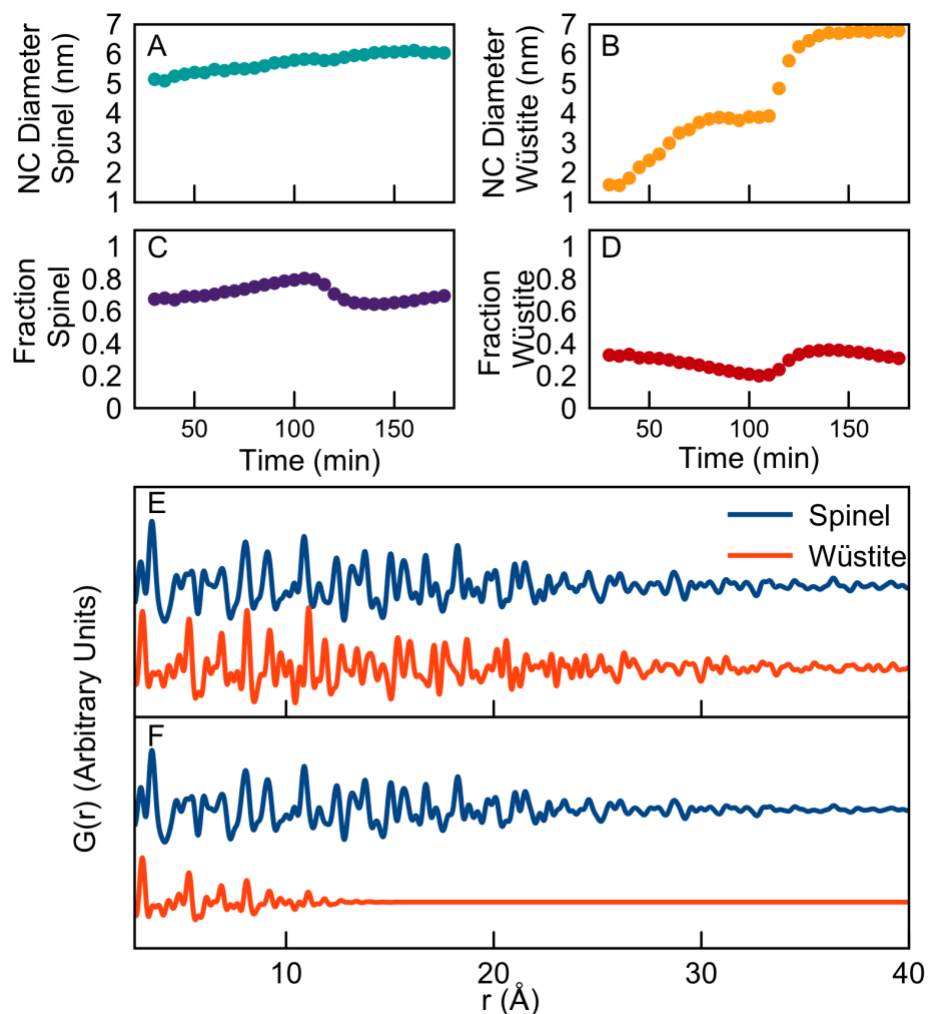 A
NC Diameter
Spinel (nm)
7
6
5
4
3
2
1
B
NC Diameter
Wüstite (nm)
7
6
5
4
3
2
1
C
Fraction
Spinel
1
0.8
0.6
0.4
0.2
0
50 100 150
Time (min)
D
Fraction
Wüstite
1
0.8
0.6
0.4
0.2
0
50 100 150
Time (min)
E
Spinel
Wüstite
F
G(r) (Arbitrary Units)
10 20 30 40
r (Å)